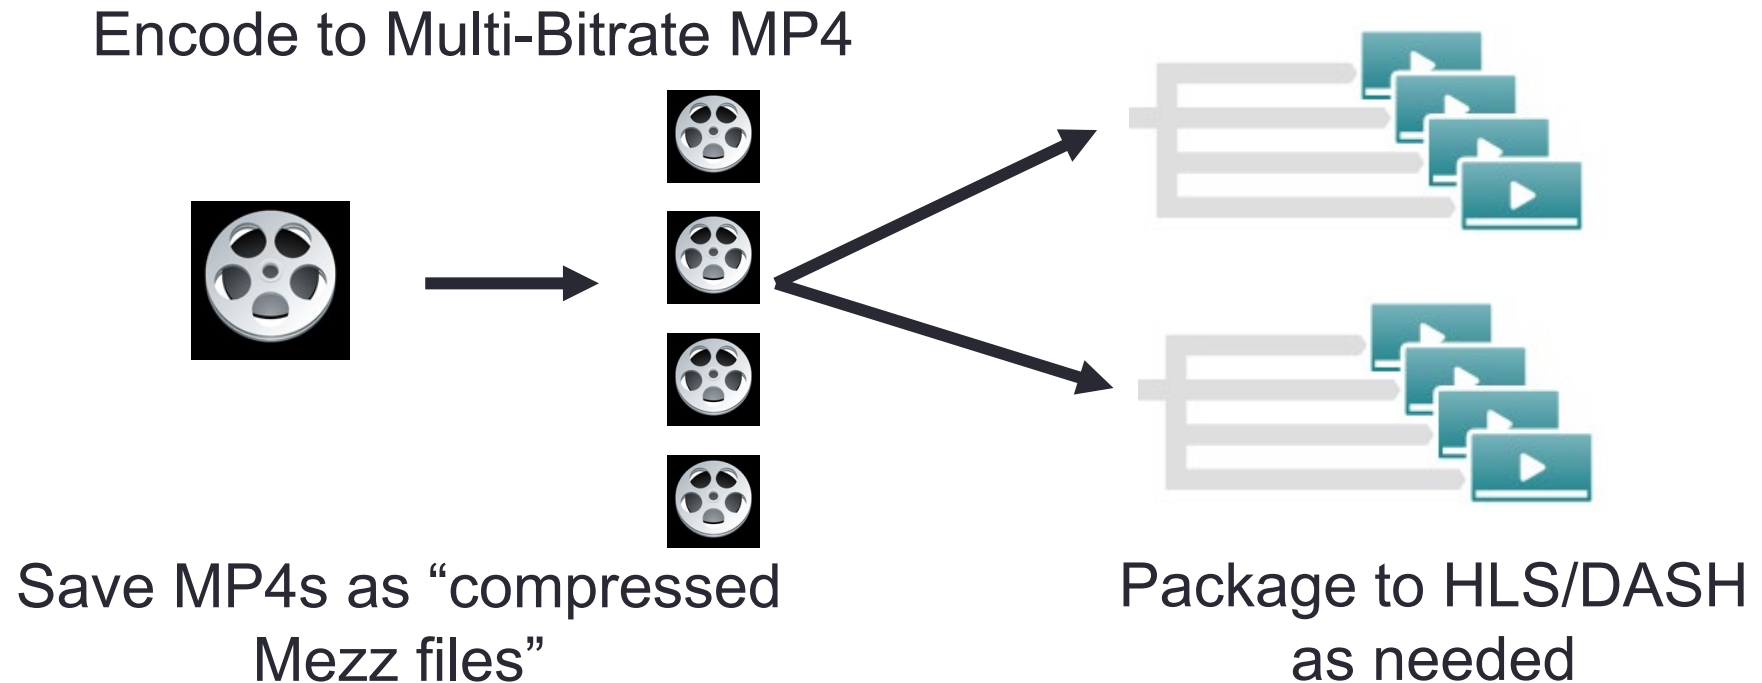 Encode to Multi-Bitrate MP4
Save MP4s as “compressed
Mezz files”
Package to HLS/DASH
as needed